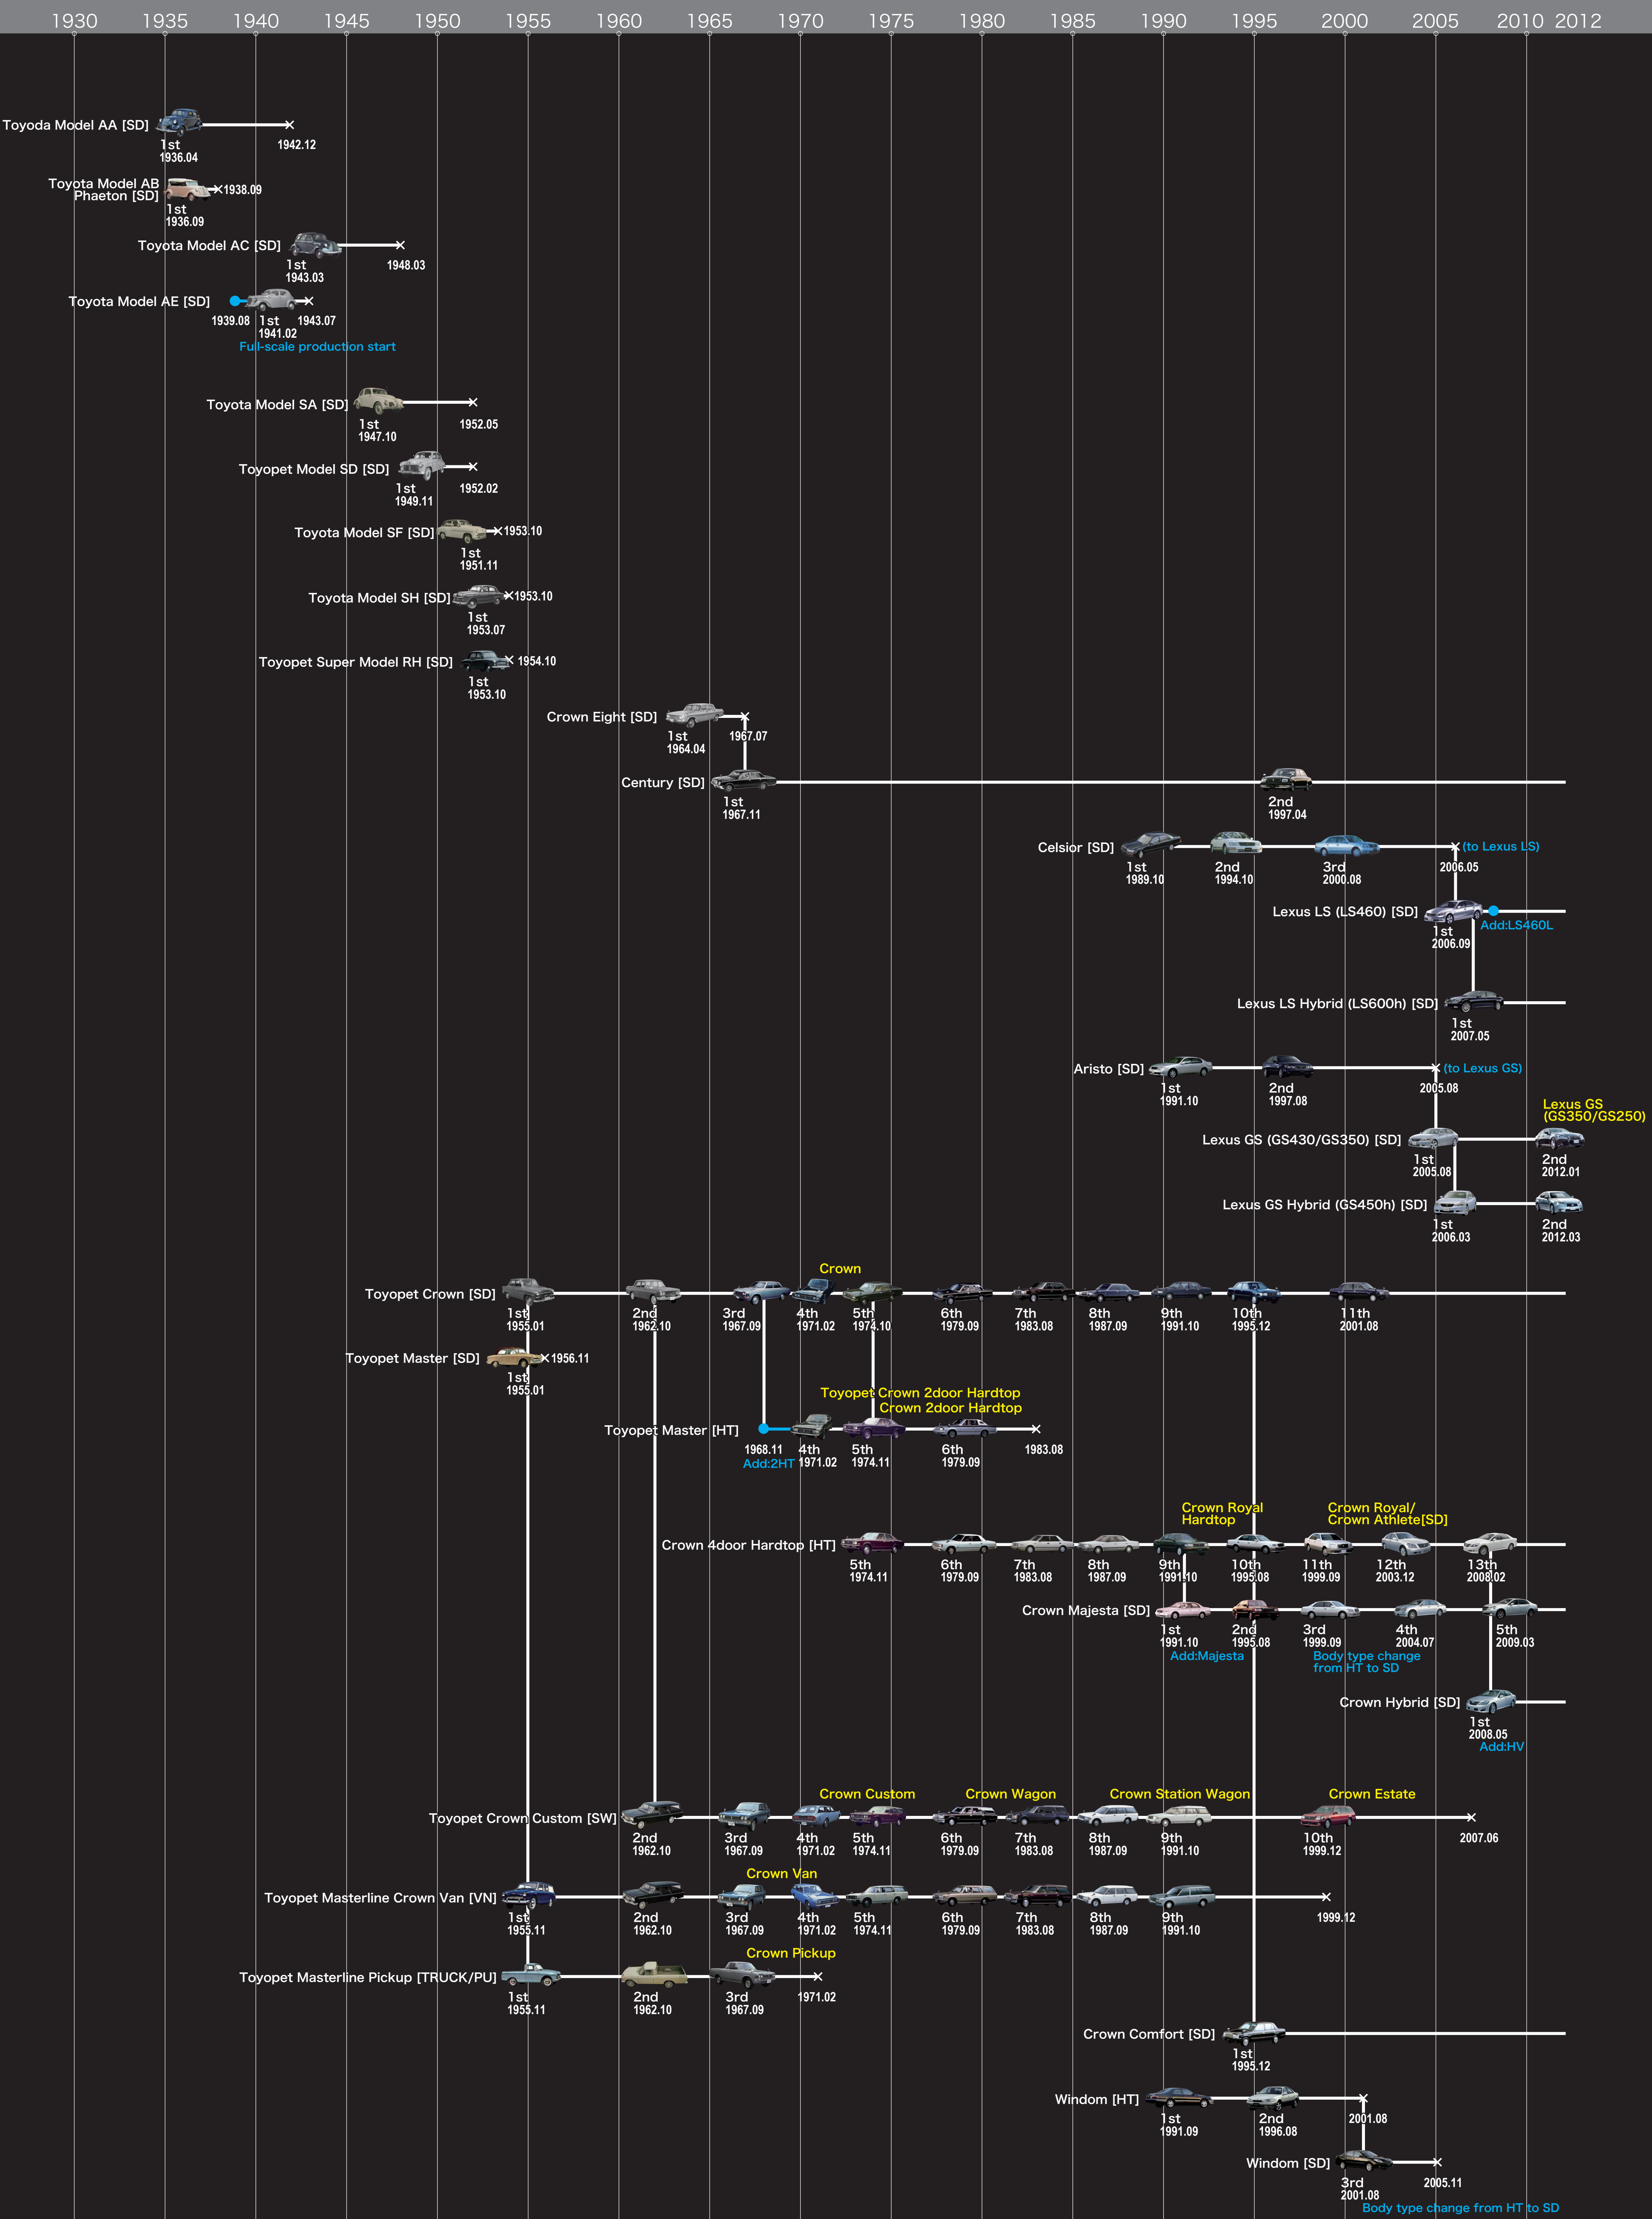 1930 1935 1940 1945 1950 1955 1960 1965 1970 1975 1980 1985 1990 1995 2000 2005 2010 2012
Toyoda Model AA [SD]
1st
1936.04
1942.12
Toyota Model AB
Phaeton [SD]
1938.09
1st
1936.09
Toyota Model AC [SD]
1st
1943.03
1948.03
Toyota Model AE [SD]
1939.08
1st
1941.02
1943.07
Full-scale production start
Toyota Model SA [SD]
1st
1947.10
1952.05
Toyopet Model SD [SD]
1st
1949.11
1952.02
Toyota Model SF [SD]
1953.10
1st
1951.11
Toyota Model SH [SD]
1953.10
1st
1953.07
Toyopet Super Model RH [SD]
1954.10
1st
1953.10
Crown Eight [SD]
1st
1964.04
1967.07
Century [SD]
1st
1967.11
2nd
1997.04
Celsior [SD]
(to Lexus LS)
1st
1989.10
2nd
1994.10
3rd
2000.08
2006.05
Lexus LS (LS460) [SD]
1st
2006.09
Add:LS460L
Lexus LS Hybrid (LS600h) [SD]
1st
2007.05
Aristo [SD]
(to Lexus GS)
1st
1991.10
2nd
1997.08
2005.08
Lexus GS
(GS350/GS250)
Lexus GS (GS430/GS350) [SD]
1st
2005.08
2nd
2012.01
Lexus GS Hybrid (GS450h) [SD]
1st
2006.03
2nd
2012.03
Crown
Toyopet Crown [SD]
1st
1955.01
2nd
1962.10
3rd
1967.09
4th
1971.02
5th
1974.10
6th
1979.09
7th
1983.08
8th
1987.09
9th
1991.10
10th
1995.12
11th
2001.08
Toyopet Master [SD]
1956.11
1st
1955.01
Toyopet Crown 2door Hardtop
Crown 2door Hardtop
Toyopet Master [HT]
1968.11
Add:2HT
4th
1971.02
5th
1974.11
6th
1979.09
1983.08
Crown Royal
Hardtop
Crown Royal/
Crown Athlete[SD]
Crown 4door Hardtop [HT]
5th
1974.11
6th
1979.09
7th
1983.08
8th
1987.09
9th
1991.10
10th
1995.08
11th
1999.09
12th
2003.12
13th
2008.02
Crown Majesta [SD]
1st
1991.10
Add:Majesta
2nd
1995.08
3rd
1999.09
Body type change
from HT to SD
4th
2004.07
5th
2009.03
Crown Hybrid [SD]
1st
2008.05
Add:HV
Crown Custom
Crown Wagon
Crown Station Wagon
Crown Estate
Toyopet Crown Custom [SW]
2nd
1962.10
3rd
1967.09
4th
1971.02
5th
1974.11
6th
1979.09
7th
1983.08
8th
1987.09
9th
1991.10
10th
1999.12
2007.06
Crown Van
Toyopet Masterline Crown Van [VN]
1st
1955.11
2nd
1962.10
3rd
1967.09
4th
1971.02
5th
1974.11
6th
1979.09
7th
1983.08
8th
1987.09
9th
1991.10
1999.12
Crown Pickup
Toyopet Masterline Pickup [TRUCK/PU]
1st
1955.11
2nd
1962.10
3rd
1967.09
1971.02
Crown Comfort [SD]
1st
1995.12
Windom [HT]
1st
1991.09
2nd
1996.08
2001.08
Windom [SD]
3rd
2001.08
2005.11
Body type change from HT to SD